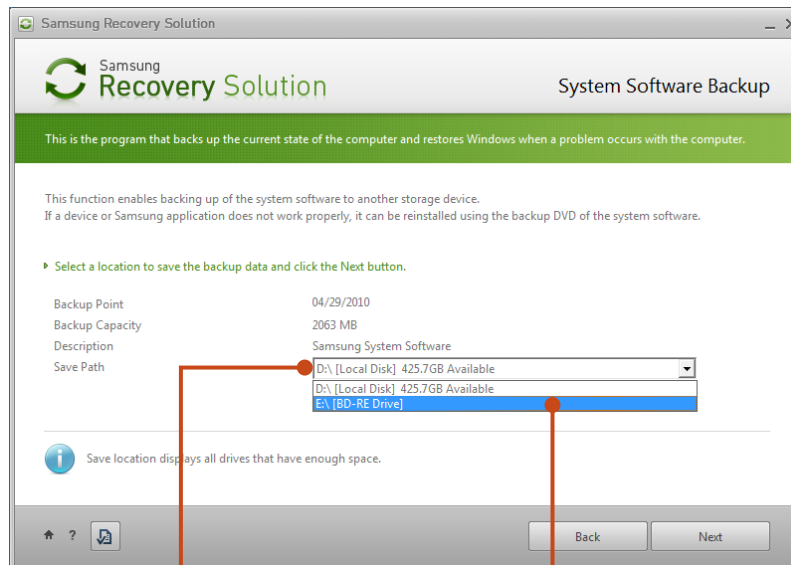 Samsung Recovery Solution
Samsung
Recovery Solution
System Software Backup
This is the program that backs up the current state of the computer and restores Windows when a problem occurs with the computer.
This function enables backing up of the system software to another storage device.
If a device or Samsung application does not work properly, it can be reinstalled using the backup DVD of the system software.
Select a location to save the backup data and click the Next button.
Backup Point 04/29/2010
Backup Capacity 2063 MB
Description Samsung System Software
Save Path D:\ [Local Disk] 425.7GB Available
D:\ [Local Disk] 425.7GB Available
E:\ [BD-RE Drive]
Save location displays all drives that have enough space.
? Back Next